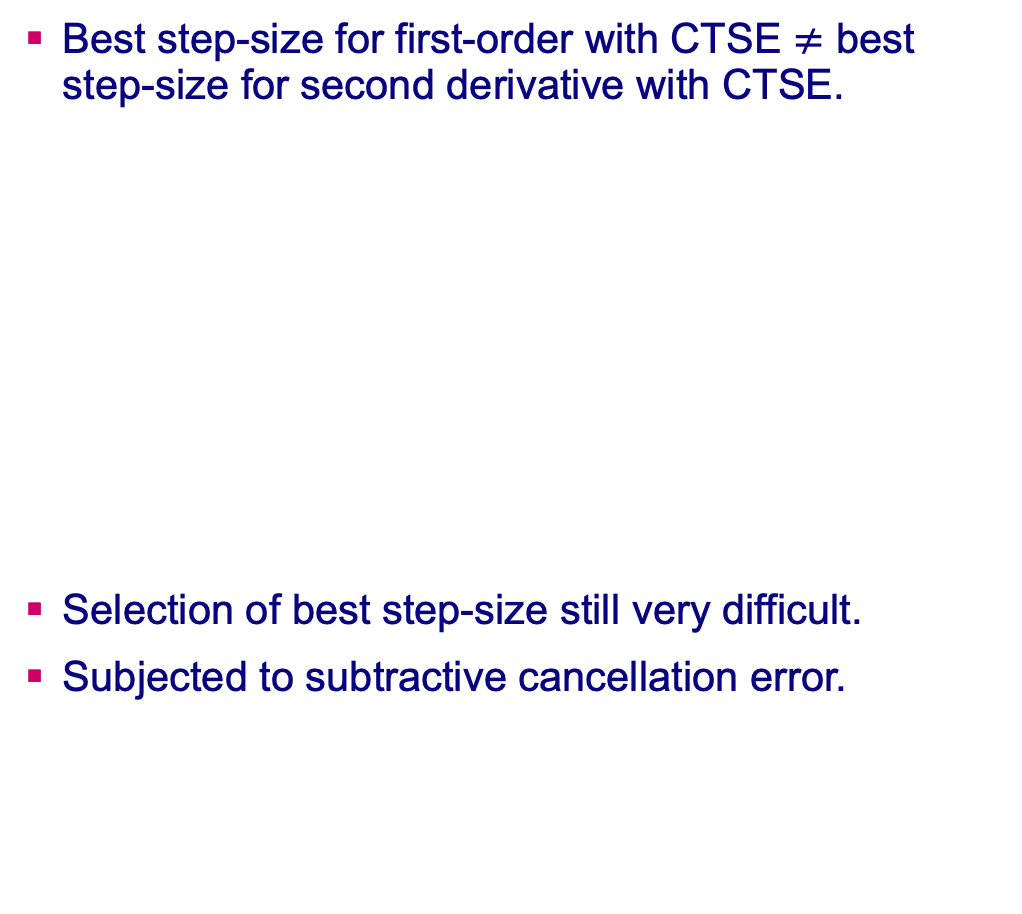 ▪ Best step-size for first-order with CTSE ≠ best
step-size for second derivative with CTSE.
▪ Selection of best step-size still very difficult.
▪ Subjected to subtractive cancellation error.